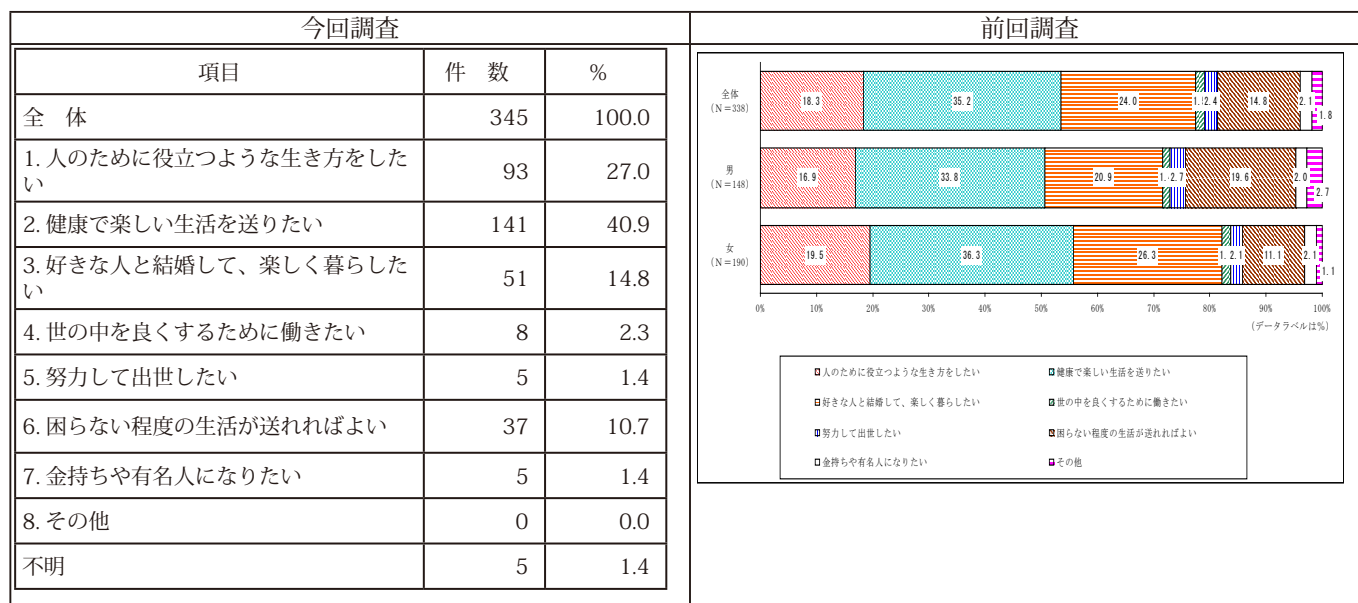 今回調査
前回調査
項目 件 数 %
全 体 345 100.0
1. 人のために役立つような生き方をした
い 93 27.0
2. 健康で楽しい生活を送りたい 141 40.9
3. 好きな人と結婚して、楽しく暮らした
い 51 14.8
4. 世の中を良くするために働きたい 8 2.3
5. 努力して出世したい 5 1.4
6. 困らない程度の生活が送れればよい 37 10.7
7. 金持ちや有名人になりたい 5 1.4
8. その他 0 0.0
不明 5 1.4
全体
(N=338)
18.3 35.2 24.0 2.4 14.8 2.1 1.8
男
(N=148)
16.9 33.8 20.9 2.7 19.6 2.0 2.7
女
(N=190)
19.5 36.3 26.3 2.1 11.1 2.1 1.1
0% 10% 20% 30% 40% 50% 60% 70% 80% 90% 100%
(データラベルは%)
人のために役立つような生き方をしたい 健康で楽しい生活を送りたい
好きな人と結婚して、楽しく暮らしたい 世の中を良くするために働きたい
努力して出世したい 困らない程度の生活が送れればよい
金持ちや有名人になりたい その他